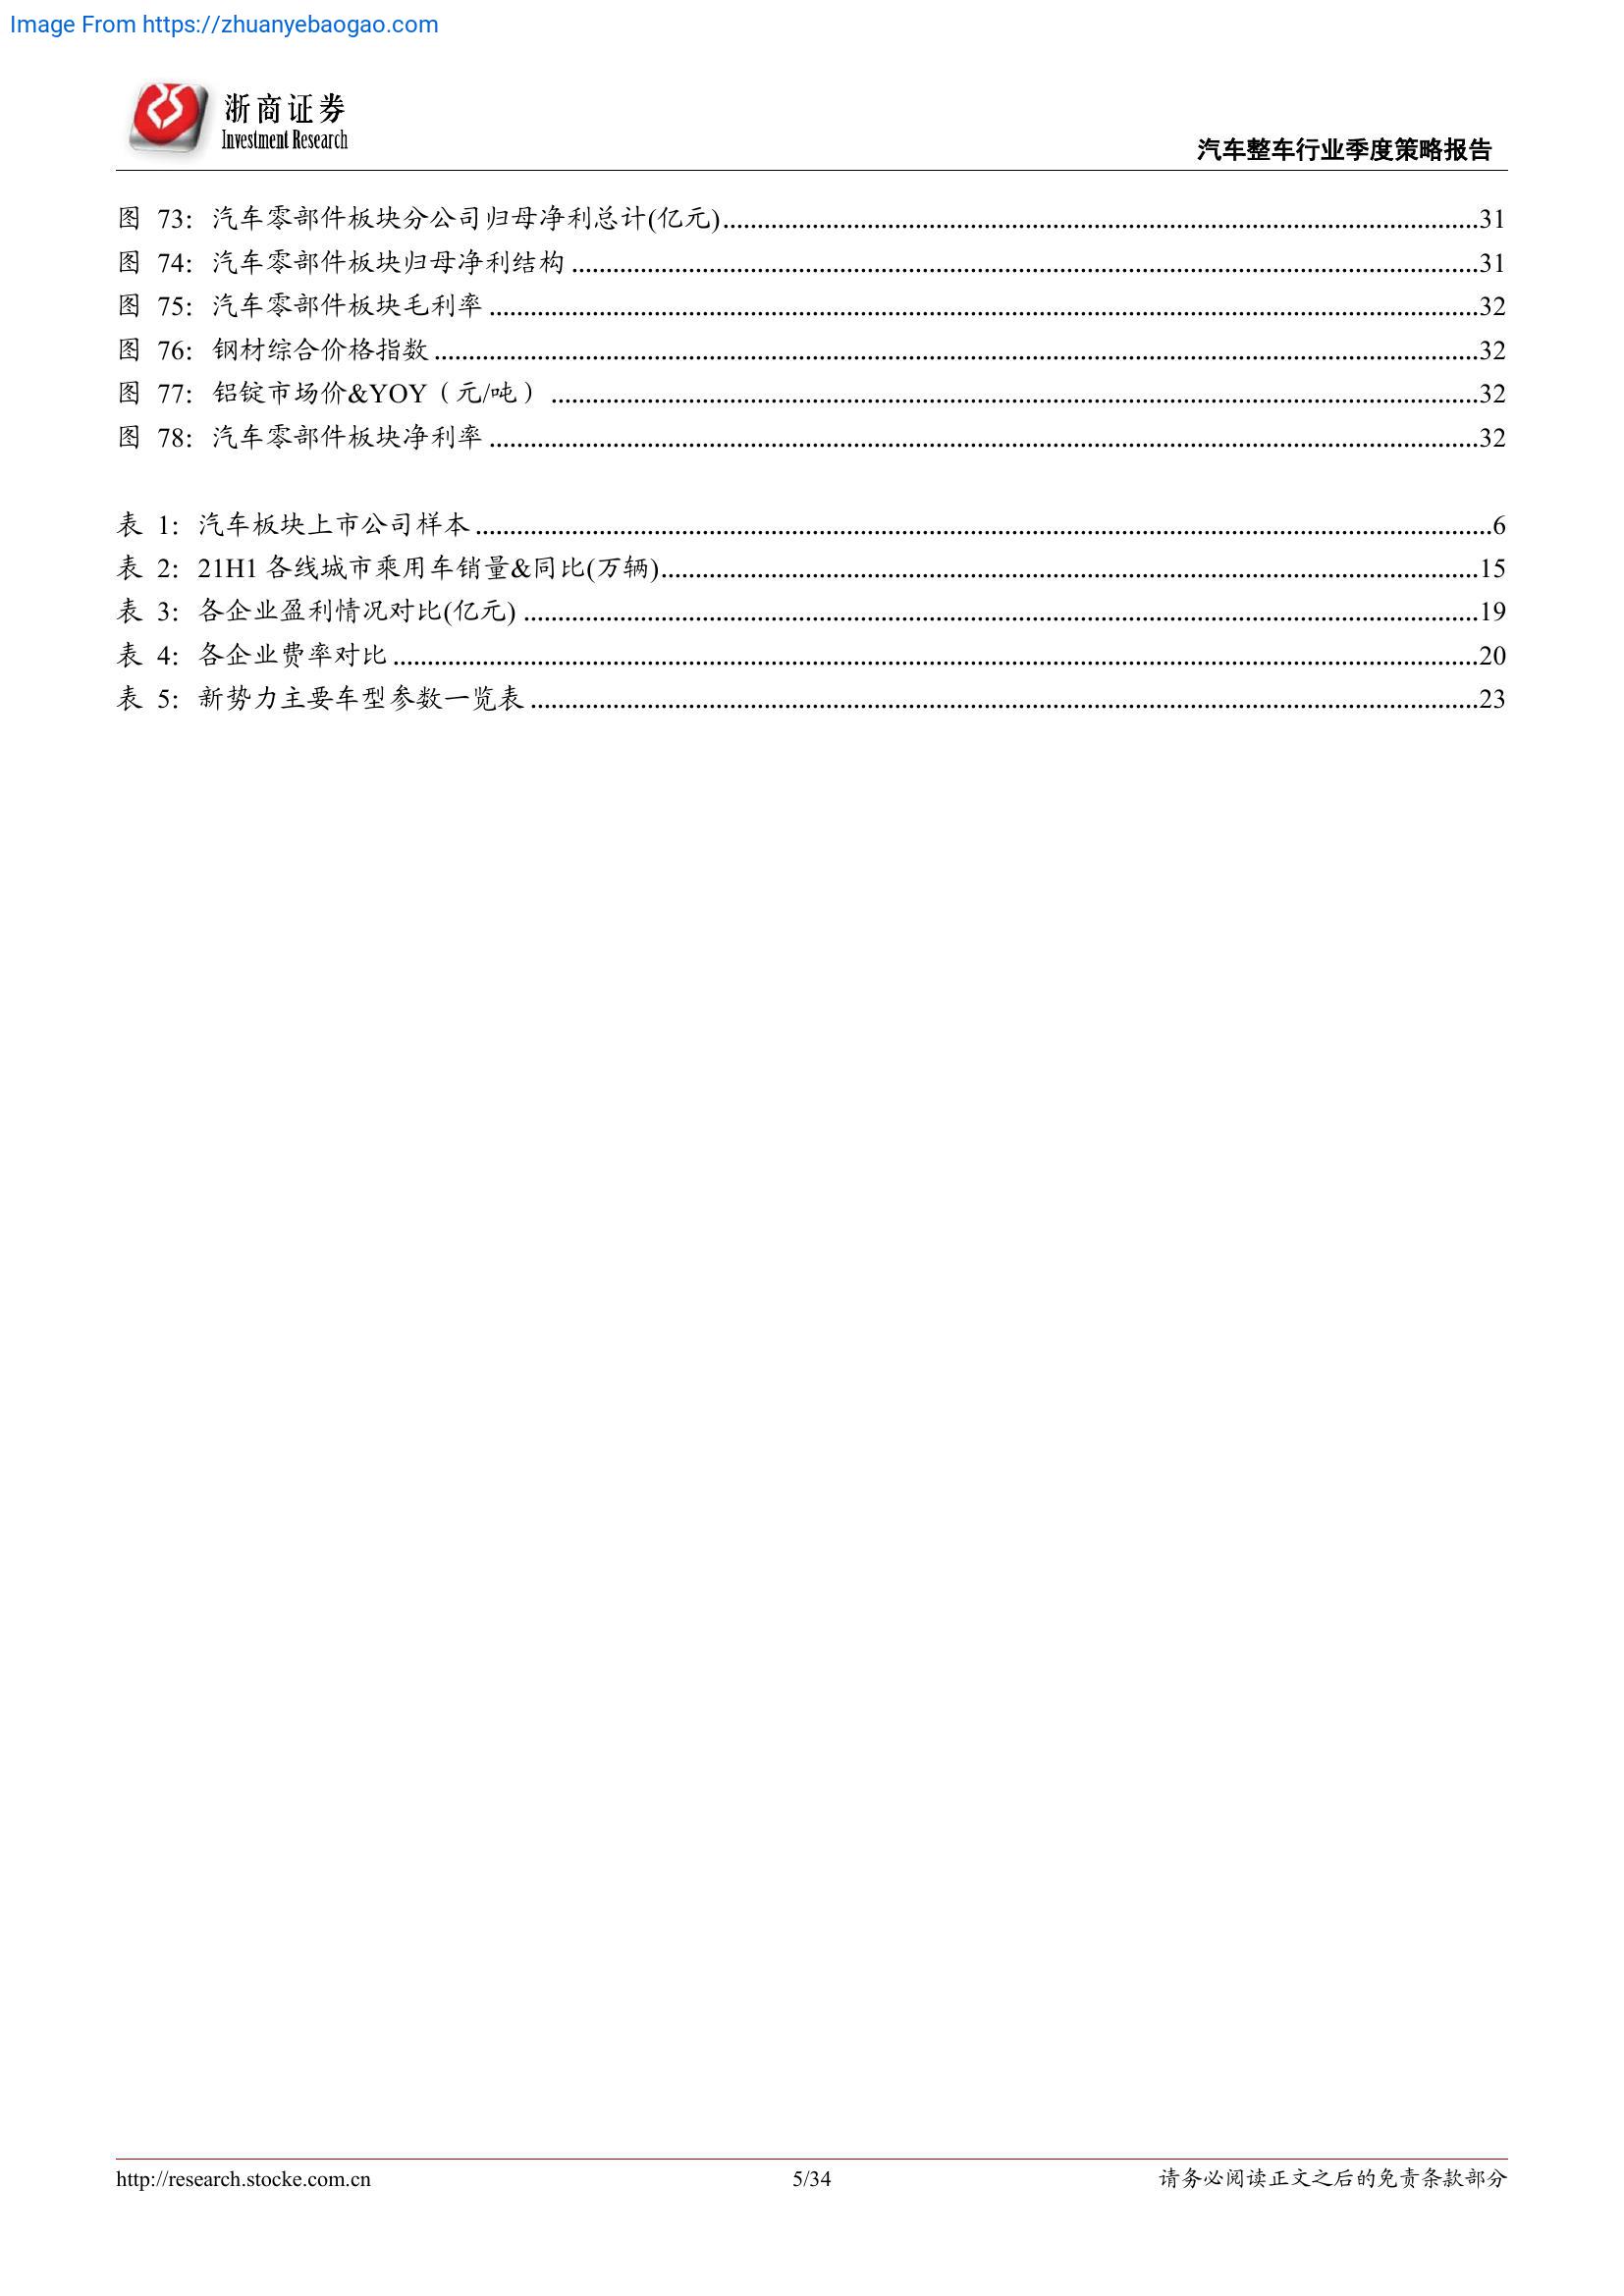 Image From https://zhuanyebaogao.com
浙商证券
Investment Research
汽车整车行业季度策略报告
图 73：汽车零部件板块分公司归母净利总计(亿元)...............31
图 74：汽车零部件板块归母净利结构...............31
图 75：汽车零部件板块毛利率...............32
图 76：钢材综合价格指数...............32
图 77：铝锭市场价&YOY（元/吨）...............32
图 78：汽车零部件板块净利率...............32
表 1：汽车板块上市公司样本...............6
表 2：21H1 各线城市乘用车销量&同比(万辆)...............15
表 3：各企业盈利情况对比(亿元)...............19
表 4：各企业费率对比...............20
表 5：新势力主要车型参数一览表...............23
http://research.stocke.com.cn
5/34
请务必阅读正文之后的免责条款部分